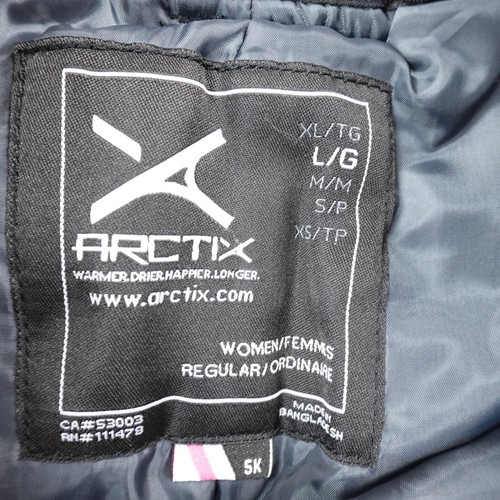 XL/TG
L/G
M/M
S/P
XS/TP
ARCTIX
WARMER.DRIER.HAPPIER.LONGER.
www.arctix.com
WOMEN/FEMMES
REGULAR/ORDINAIRE
MADE IN
BANGLADESH
CA#53003
RN#111478
5K